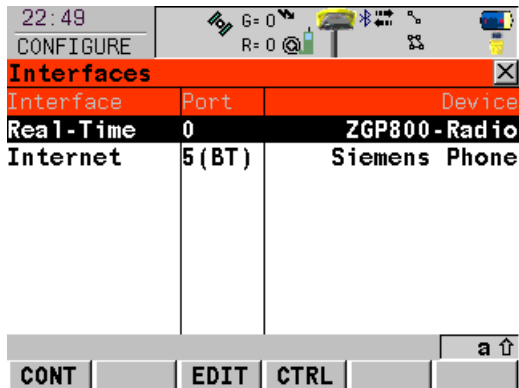 22:49
CONFIGURE
G= 0
R= 0
Interfaces
Interface Port Device
Real-Time 0 ZGP800-Radio
Internet 5(BT) Siemens Phone
a
CONT EDIT CTRL